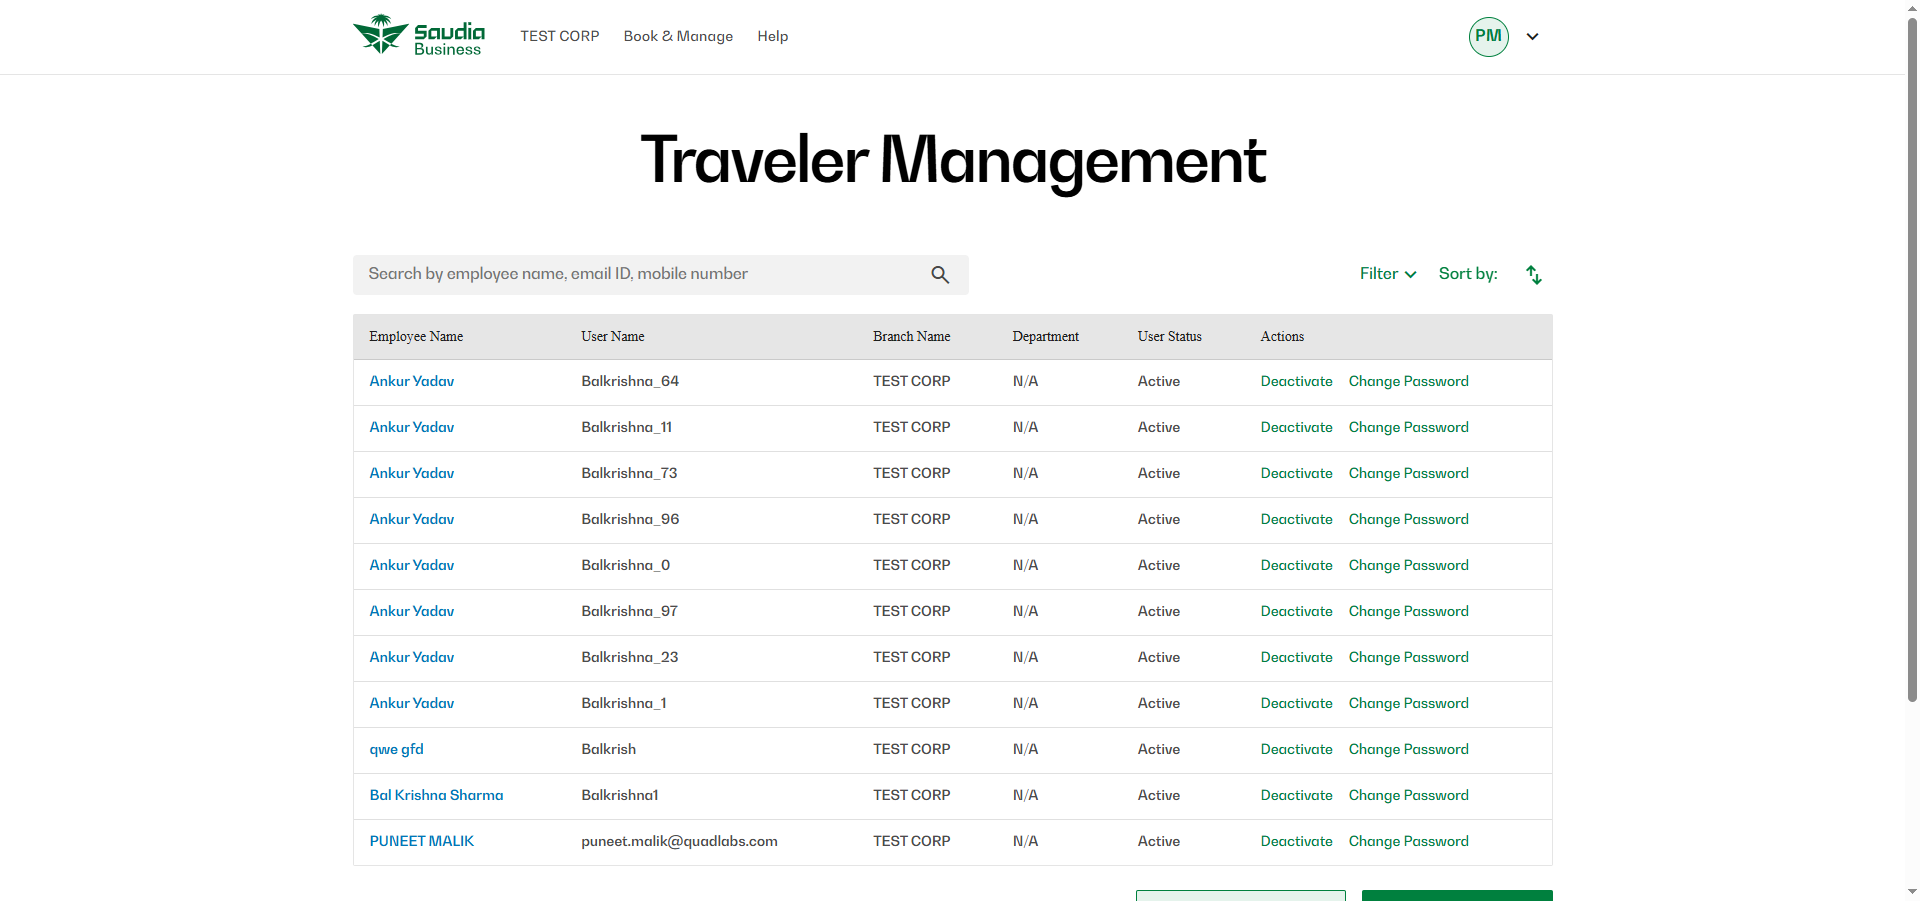 Saudia
Business
TEST CORP Book & Manage Help PM
Traveler Management
Search by employee name, email ID, mobile number Filter Sort by:
Employee Name User Name Branch Name Department User Status Actions
Ankur Yadav Balkrishna_64 TEST CORP N/A Active Deactivate Change Password
Ankur Yadav Balkrishna_11 TEST CORP N/A Active Deactivate Change Password
Ankur Yadav Balkrishna_73 TEST CORP N/A Active Deactivate Change Password
Ankur Yadav Balkrishna_96 TEST CORP N/A Active Deactivate Change Password
Ankur Yadav Balkrishna_0 TEST CORP N/A Active Deactivate Change Password
Ankur Yadav Balkrishna_97 TEST CORP N/A Active Deactivate Change Password
Ankur Yadav Balkrishna_23 TEST CORP N/A Active Deactivate Change Password
Ankur Yadav Balkrishna_1 TEST CORP N/A Active Deactivate Change Password
qwe gfd Balkrish TEST CORP N/A Active Deactivate Change Password
Bal Krishna Sharma Balkrishna1 TEST CORP N/A Active Deactivate Change Password
PUNEET MALIK puneet.malik@quadlabs.com TEST CORP N/A Active Deactivate Change Password